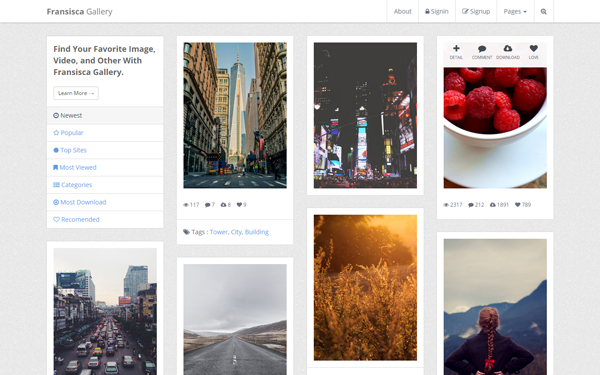 Fransisca Gallery
About
Signin
Signup
Pages
Find Your Favorite Image,
Video, and Other With
Fransisca Gallery.
Learn More →
Newest
Popular
Top Sites
Most Viewed
Categories
Most Download
Recomended
117 7 8 9
Tags : Tower, City, Building
DETAIL COMMENT DOWNLOAD LOVE
2317 212 1891 789